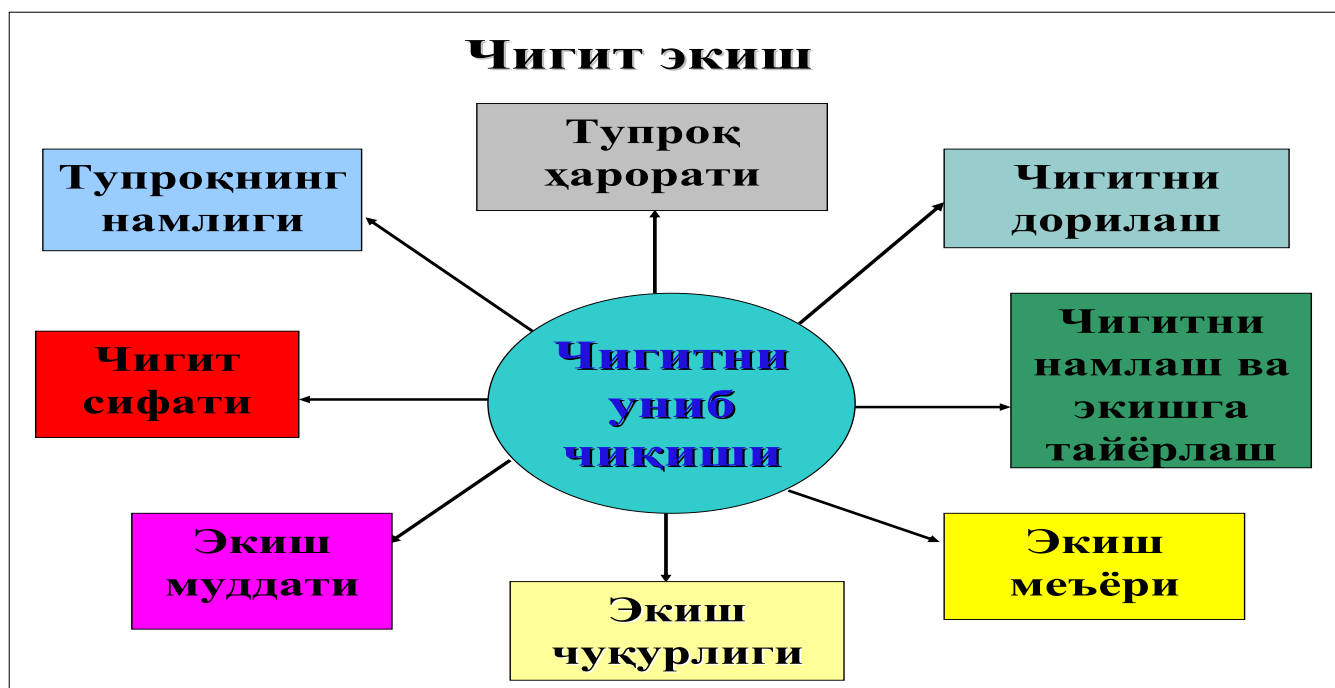 Чигит экиш
Тупроқ
ҳарорати
Тупроқнинг
намлиги
Чигитни
дорилаш
Чигит
сифати
Чигитни
униб
чиқиши
Чигитни
намлаш ва
экишга
тайёрлаш
Экиш
муддати
Экиш
чуқурлиги
Экиш
меъёри